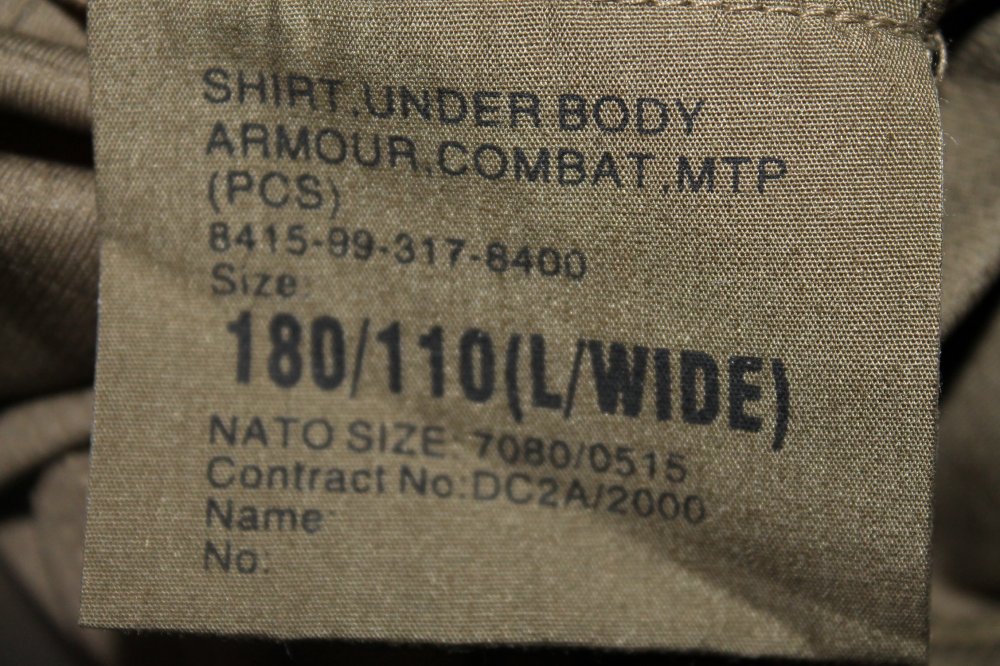 SHIRT,UNDER BODY
ARMOUR,COMBAT,MTP
(PCS)
8415-99-317-8400
Size:
180/110(L/WIDE)
NATO SIZE: 7080/0515
Contract No:DC2A/2000
Name
No: